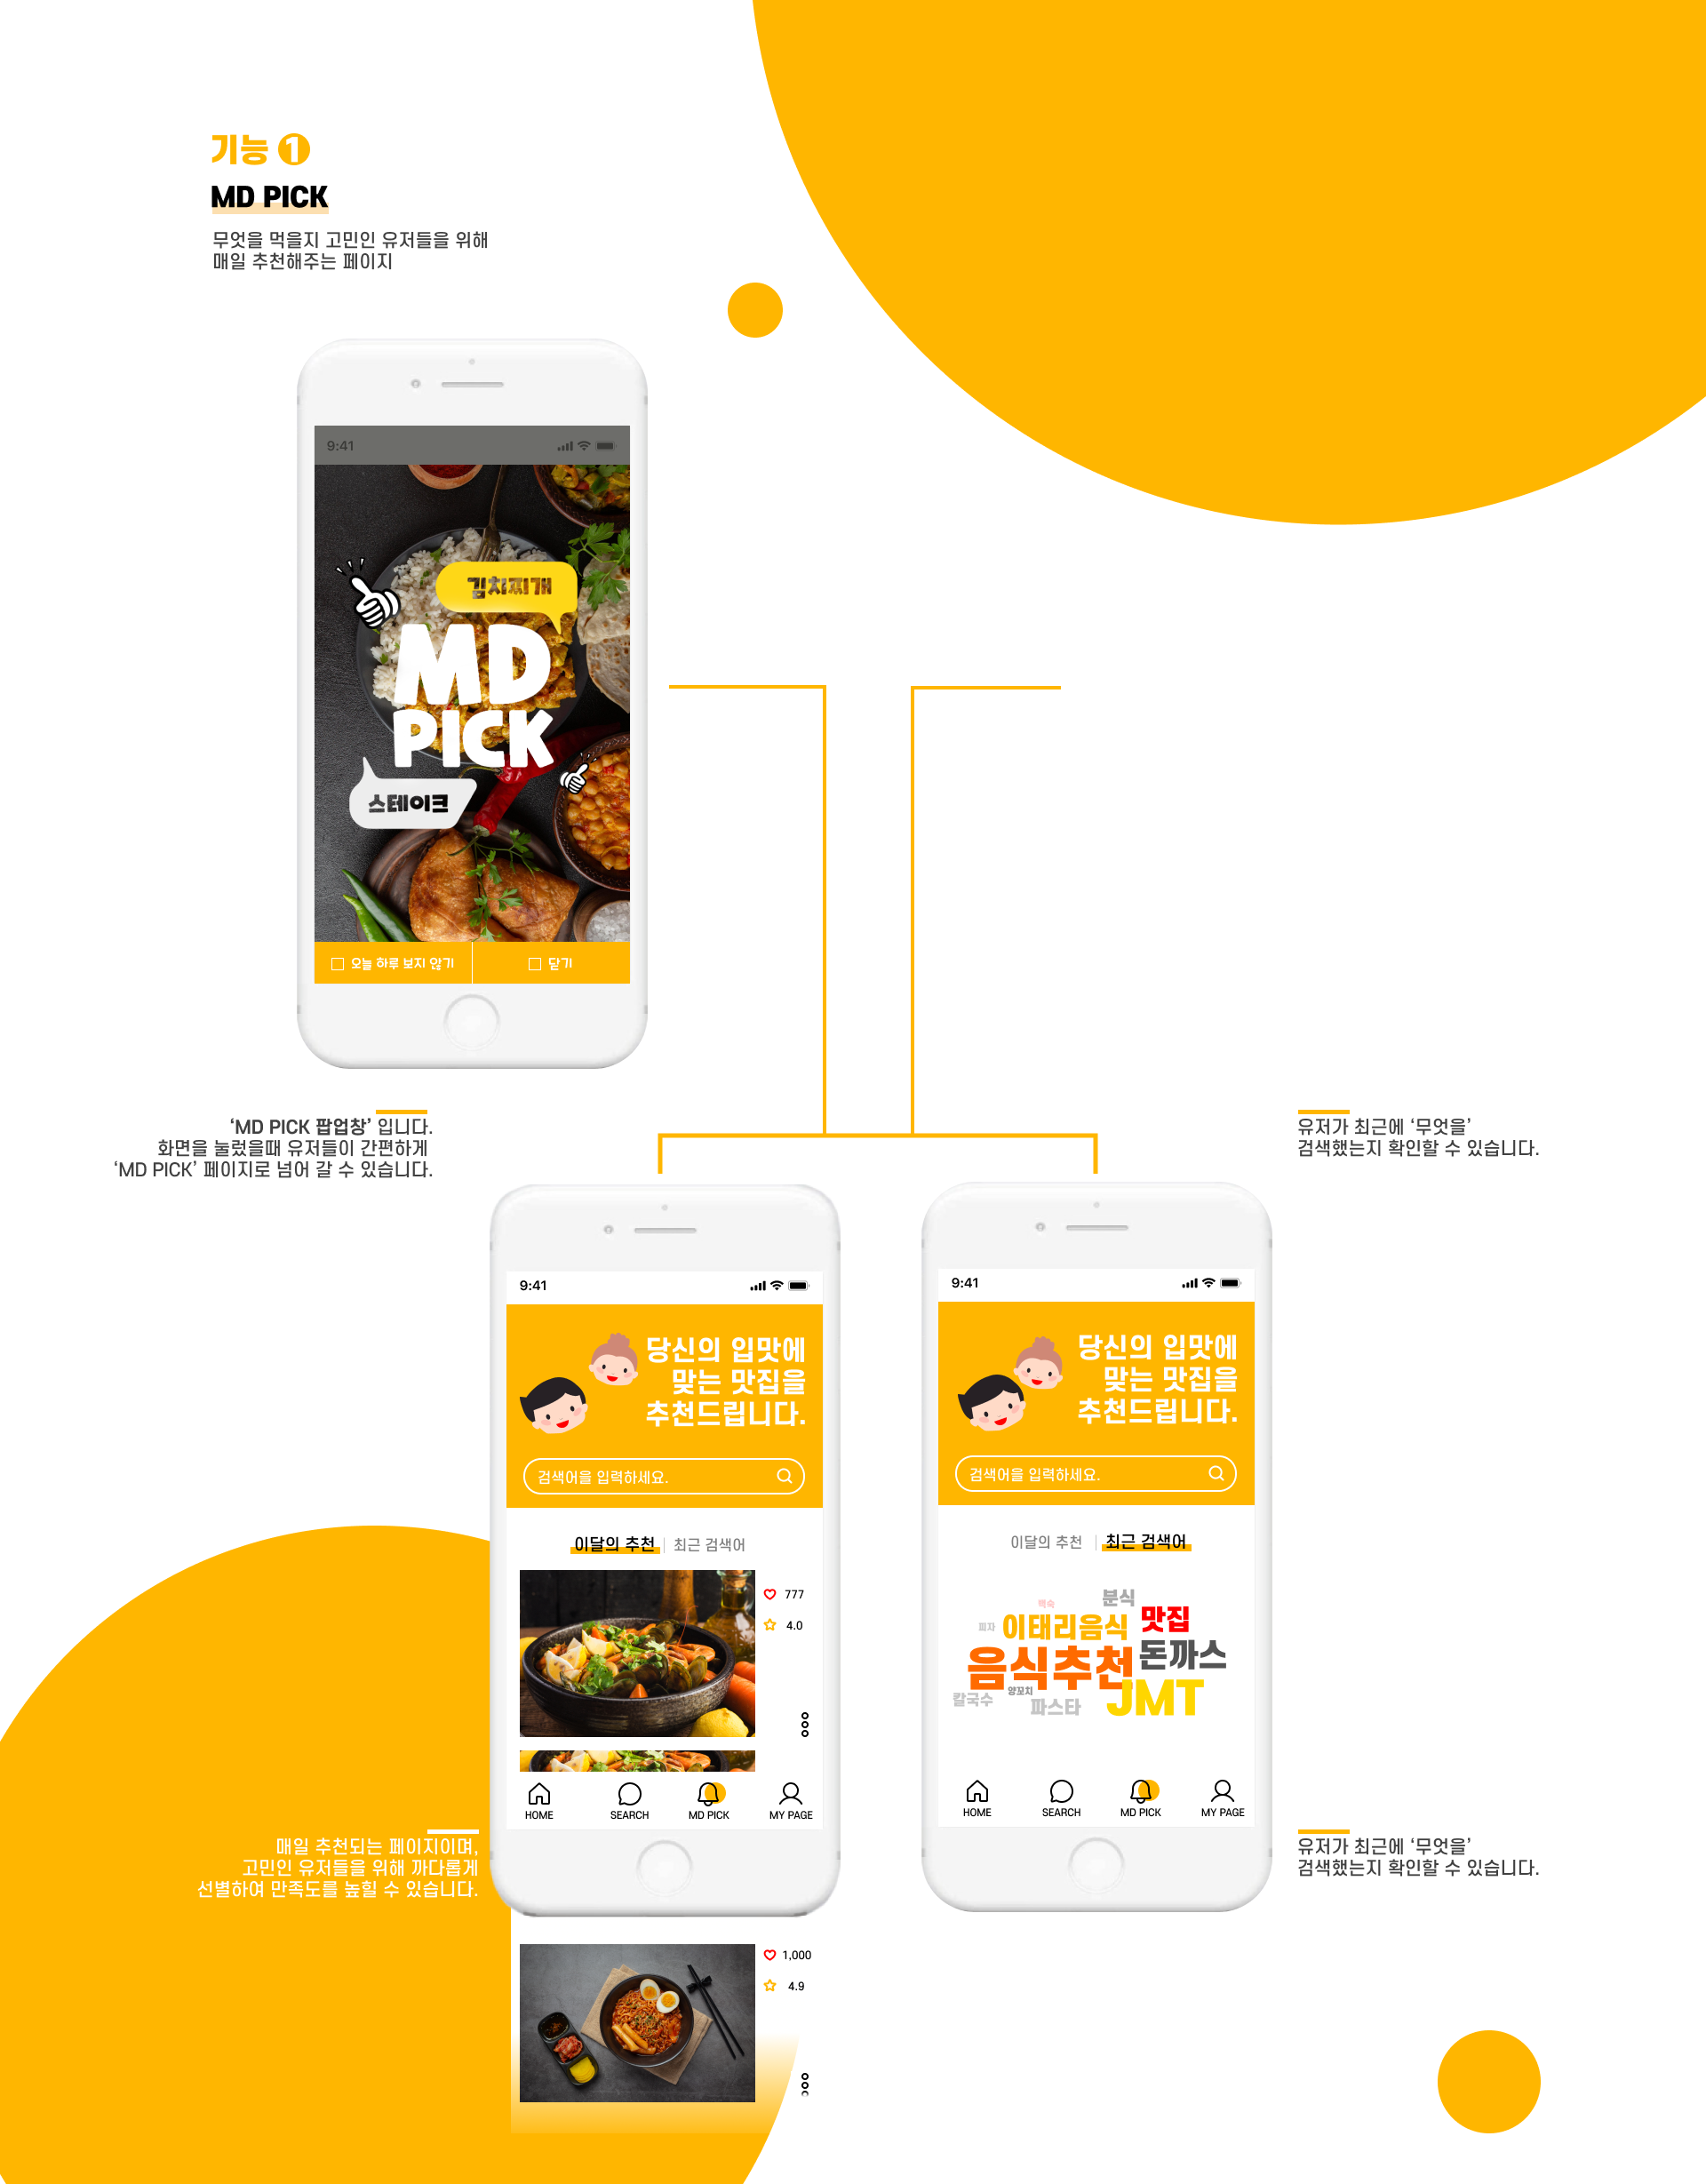 기능 1
MD PICK
무엇을 먹을지 고민인 유저들을 위해
매일 추천해주는 페이지
9:41
김치찌개
MD
PICK
스테이크
오늘 하루 보지 않기
닫기
‘MD PICK 팝업창’ 입니다.
화면을 눌렀을때 유저들이 간편하게
‘MD PICK’ 페이지로 넘어 갈 수 있습니다.
유저가 최근에 ‘무엇을’
검색했는지 확인할 수 있습니다.
9:41
당신의 입맛에
맞는 맛집을
추천드립니다.
검색어을 입력하세요.
이달의 추천
최근 검색어
777
4.0
HOME
SEARCH
MD PICK
MY PAGE
9:41
당신의 입맛에
맞는 맛집을
추천드립니다.
검색어을 입력하세요.
이달의 추천
최근 검색어
백숙
분식
피자
이태리음식
맛집
음식추천
돈까스
칼국수
양꼬치
파스타
JMT
HOME
SEARCH
MD PICK
MY PAGE
매일 추천되는 페이지이며,
고민인 유저들을 위해 까다롭게
선별하여 만족도를 높힐 수 있습니다.
유저가 최근에 ‘무엇을’
검색했는지 확인할 수 있습니다.
1,000
4.9